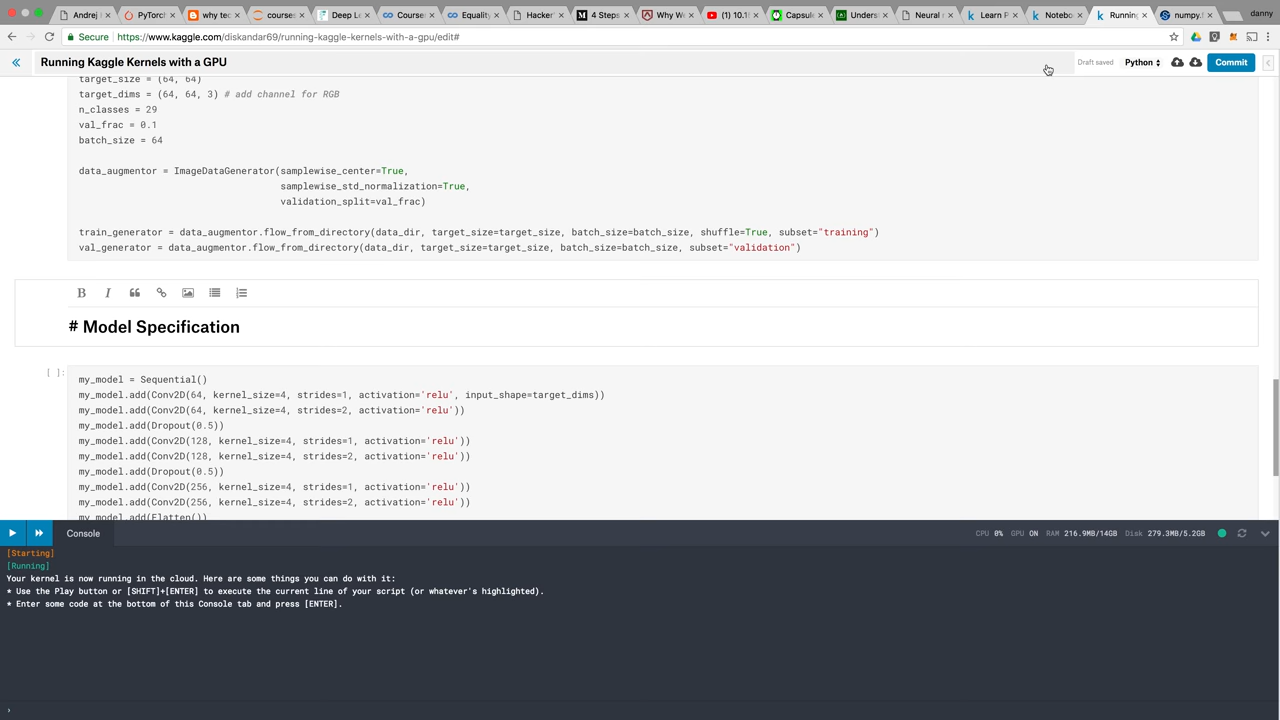 Andrej
PyTorch
why tec
courses
Deep Le
Course
Equality
Hacker
4 Steps
Why We
(1) 10.1
Capsule
Unders
Neural
Learn P
Notebo
Running
numpy.
danny
Secure
https://www.kaggle.com/diskandar69/running-kaggle-kernels-with-a-gpu/edit#
Running Kaggle Kernels with a GPU
Draft saved
Python
Commit
target_size = (64, 64)
target_dims = (64, 64, 3) # add channel for RGB
n_classes = 29
val_frac = 0.1
batch_size = 64
data_augmentor = ImageDataGenerator(samplewise_center=True,
samplewise_std_normalization=True,
validation_split=val_frac)
train_generator = data_augmentor.flow_from_directory(data_dir, target_size=target_size, batch_size=batch_size, shuffle=True, subset="training")
val_generator = data_augmentor.flow_from_directory(data_dir, target_size=target_size, batch_size=batch_size, subset="validation")
B I
# Model Specification
[ ]:
my_model = Sequential()
my_model.add(Conv2D(64, kernel_size=4, strides=1, activation='relu', input_shape=target_dims))
my_model.add(Conv2D(64, kernel_size=4, strides=2, activation='relu'))
my_model.add(Dropout(0.5))
my_model.add(Conv2D(128, kernel_size=4, strides=1, activation='relu'))
my_model.add(Conv2D(128, kernel_size=4, strides=2, activation='relu'))
my_model.add(Dropout(0.5))
my_model.add(Conv2D(256, kernel_size=4, strides=1, activation='relu'))
my_model.add(Conv2D(256, kernel_size=4, strides=2, activation='relu'))
my_model.add(Flatten())
Console
CPU 0% GPU ON RAM 216.9MB/14GB Disk 279.3MB/5.2GB
[Starting]
[Running]
Your kernel is now running in the cloud. Here are some things you can do with it:
* Use the Play button or [SHIFT]+[ENTER] to execute the current line of your script (or whatever's highlighted).
* Enter some code at the bottom of this Console tab and press [ENTER].